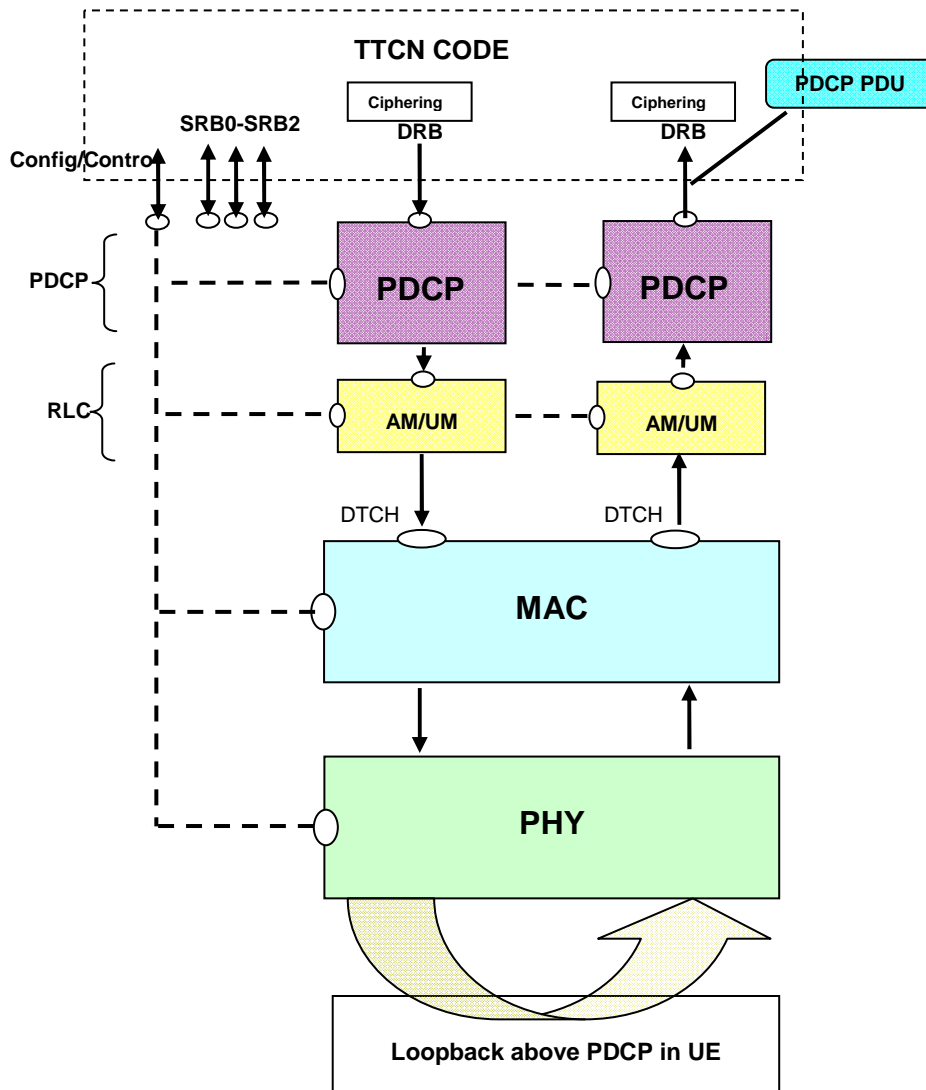 TTCN CODE
PDCP PDU
Ciphering
Ciphering
SRB0-SRB2
DRB
DRB
Config/Contro
PDCP
PDCP
PDCP
RLC
AM/UM
AM/UM
DTCH
DTCH
MAC
PHY
Loopback above PDCP in UE